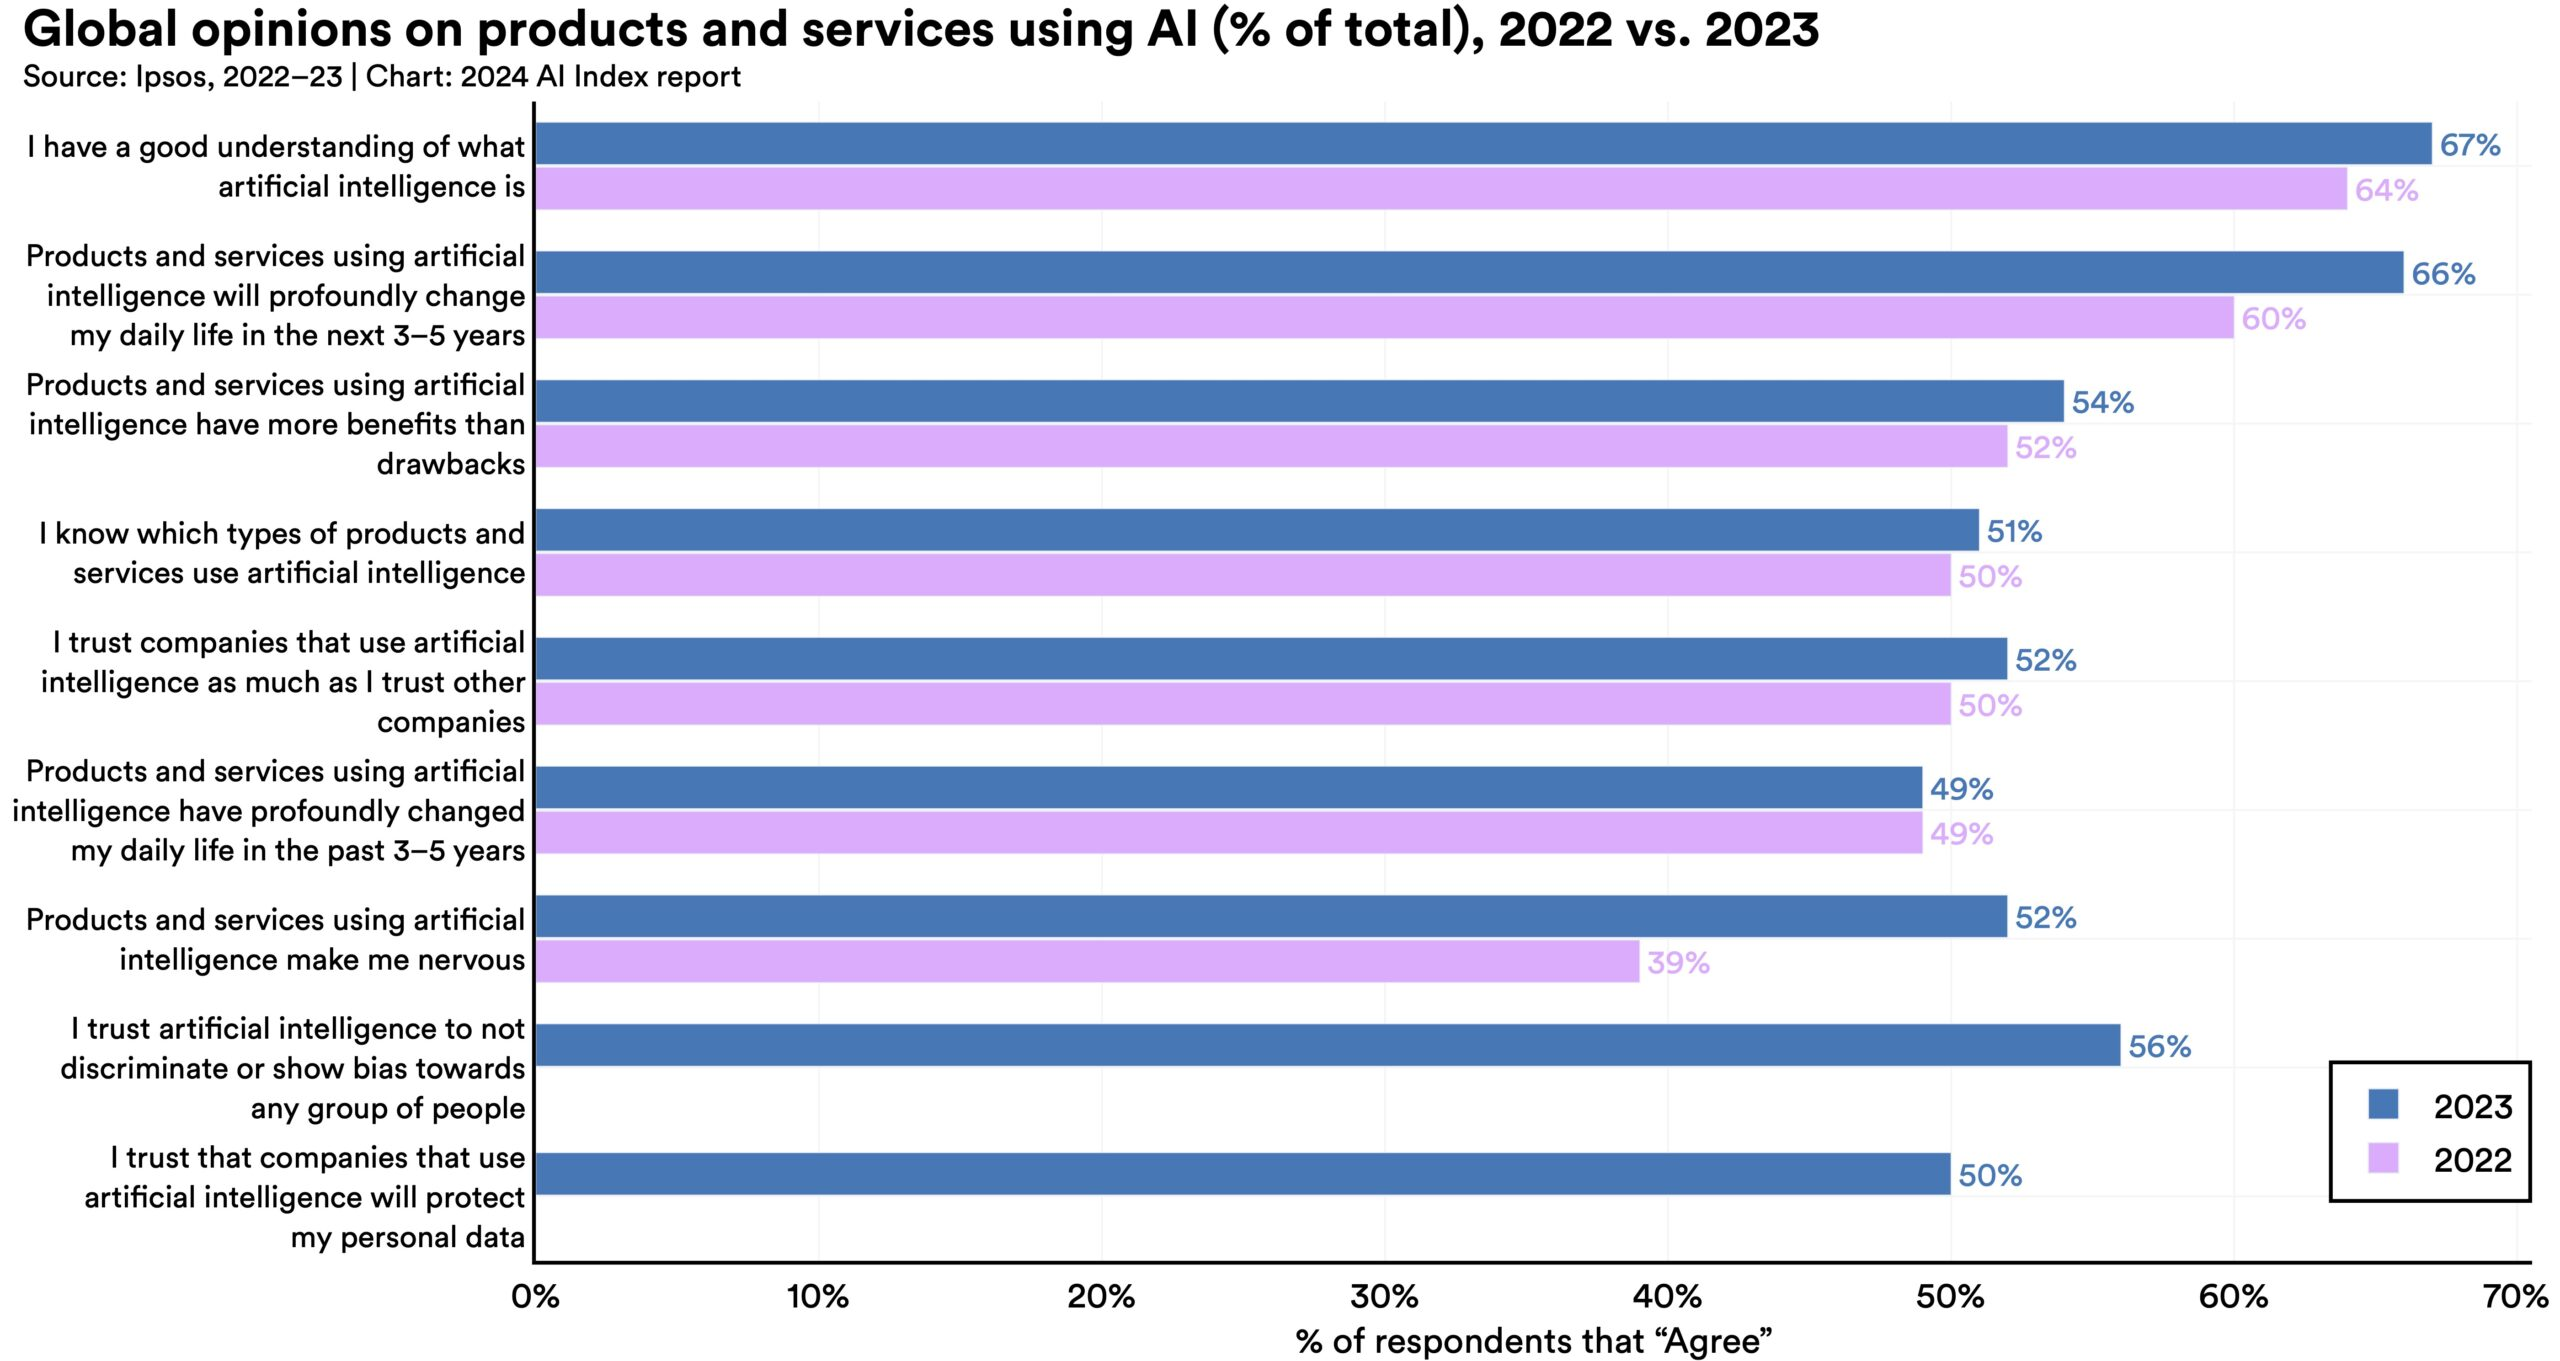 Global opinions on products and services using AI (% of total), 2022 vs. 2023
Source: Ipsos, 2022–23 | Chart: 2024 AI Index report
I have a good understanding of what
artificial intelligence is
67%
64%
Products and services using artificial
intelligence will profoundly change
my daily life in the next 3–5 years
66%
60%
Products and services using artificial
intelligence have more benefits than
drawbacks
54%
52%
I know which types of products and
services use artificial intelligence
51%
50%
I trust companies that use artificial
intelligence as much as I trust other
companies
52%
50%
Products and services using artificial
intelligence have profoundly changed
my daily life in the past 3–5 years
49%
49%
Products and services using artificial
intelligence make me nervous
52%
39%
I trust artificial intelligence to not
discriminate or show bias towards
any group of people
56%
I trust that companies that use
artificial intelligence will protect
my personal data
50%
2023
2022
0% 10% 20% 30% 40% 50% 60% 70%
% of respondents that “Agree”